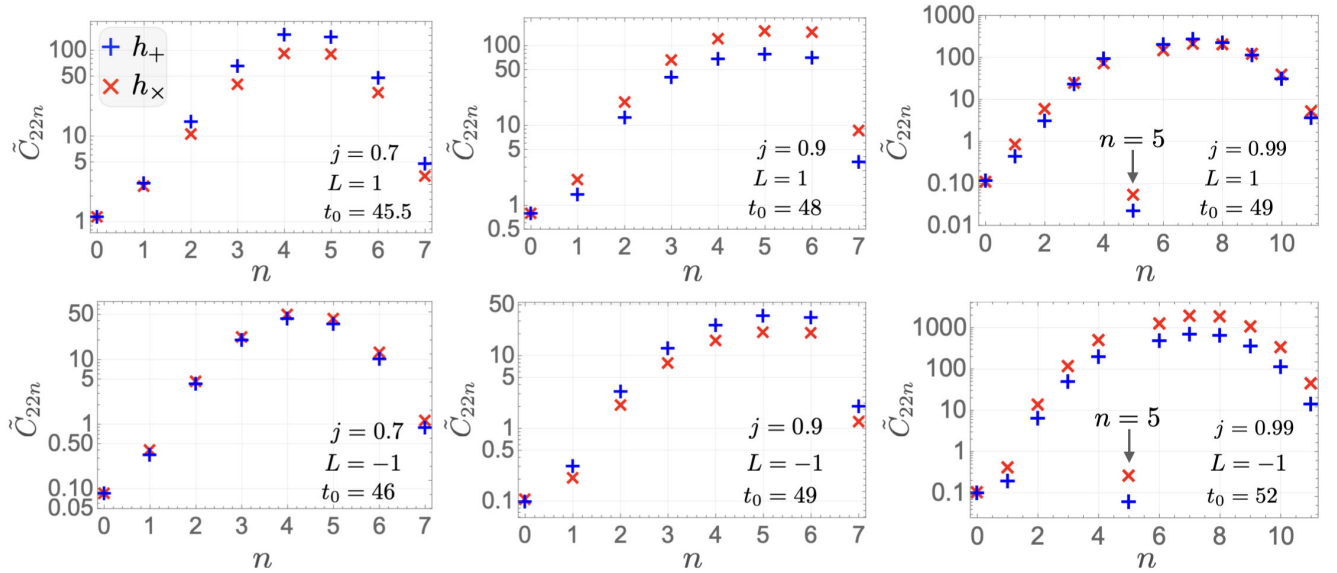 h₊
h×
100
50
10
5
1
0 1 2 3 4 5 6 7
n
C̃₂₂ₙ
j = 0.7
L = 1
t₀ = 45.5
100
50
10
5
1
0.5
0 1 2 3 4 5 6 7
n
C̃₂₂ₙ
j = 0.9
L = 1
t₀ = 48
1000
100
10
1
0.10
0.01
0 2 4 6 8 10
n
C̃₂₂ₙ
n = 5
j = 0.99
L = 1
t₀ = 49
50
10
5
1
0.50
0.10
0.05
0 1 2 3 4 5 6 7
n
C̃₂₂ₙ
j = 0.7
L = −1
t₀ = 46
50
10
5
1
0.5
0.1
0 1 2 3 4 5 6 7
n
C̃₂₂ₙ
j = 0.9
L = −1
t₀ = 49
1000
100
10
1
0.1
0 2 4 6 8 10
n
C̃₂₂ₙ
n = 5
j = 0.99
L = −1
t₀ = 52